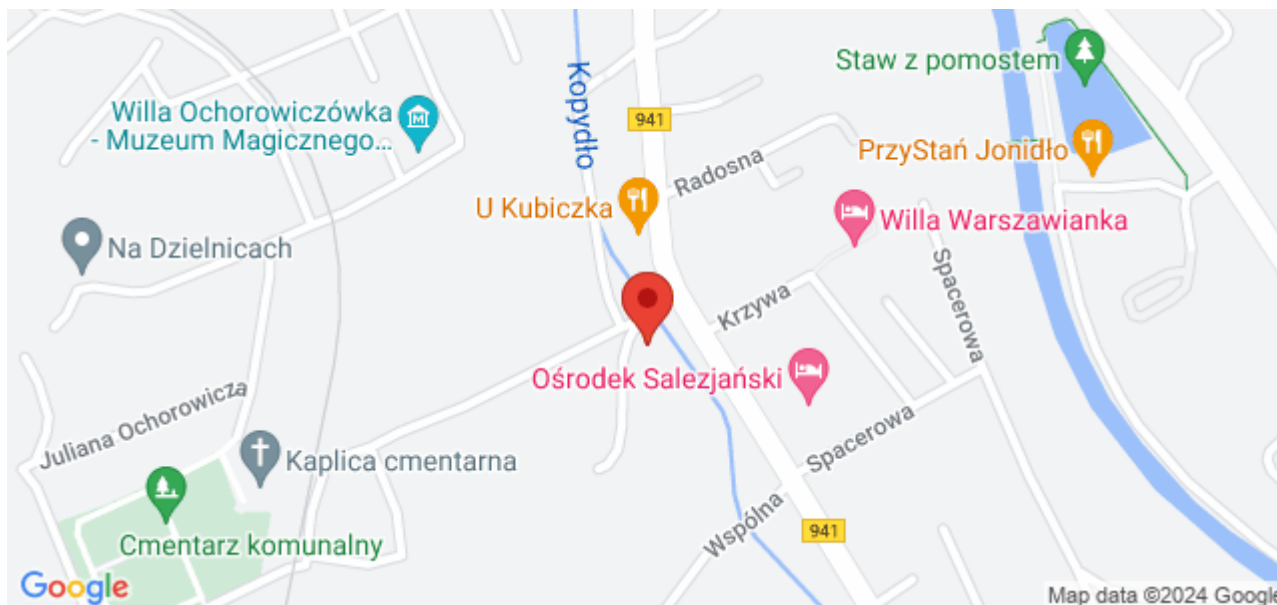 Staw z pomostem
Willa Ochorowiczówka
- Muzeum Magicznego...
Kopydło
941
PrzyStań Jonidło
Radosna
U Kubiczka
Willa Warszawianka
Na Dzielnicach
Spacerowa
Krzywa
Ośrodek Salezjański
Juliana Ochorowicza
Spacerowa
Kaplica cmentarna
Wspólna
941
Cmentarz komunalny
Google
Map data ©2024 Google